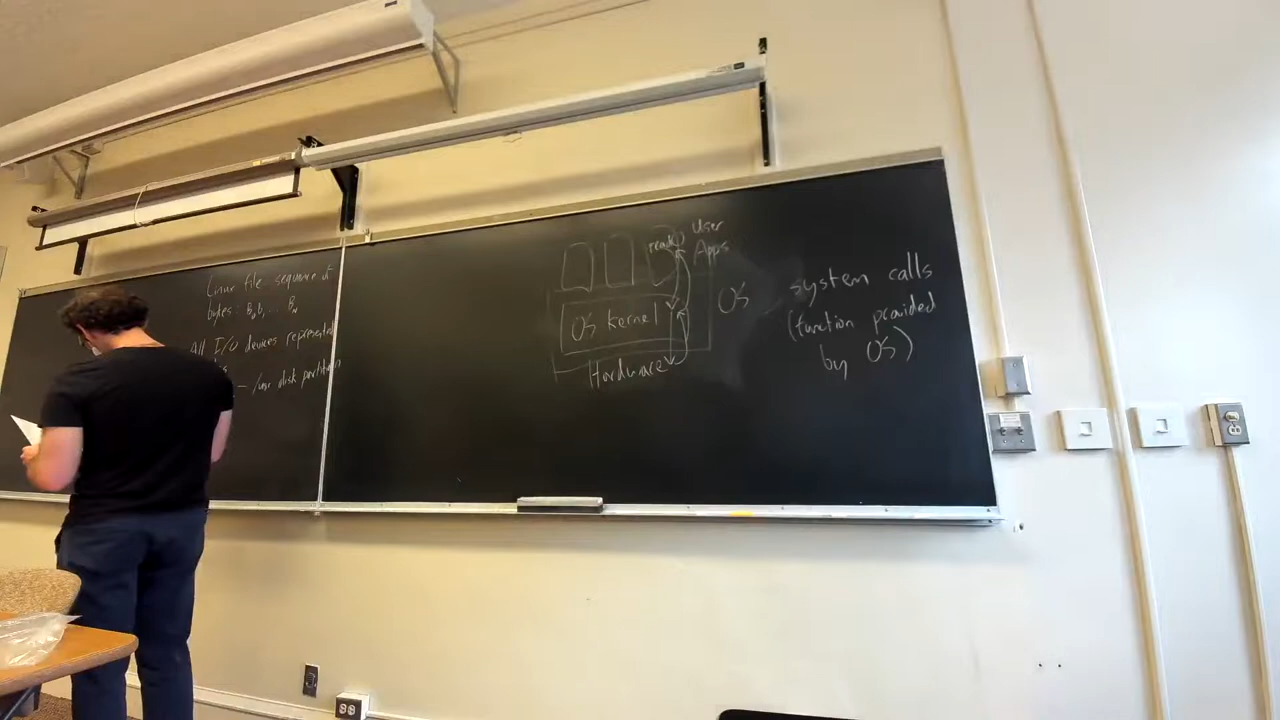 Linux file sequence of
bytes: B₀ b₁ ... Bₙ
All I/O devices represented
— /usr disk partition
read()
User
Apps
OS kernel
OS
Hardware
system calls
(function provided
by OS)